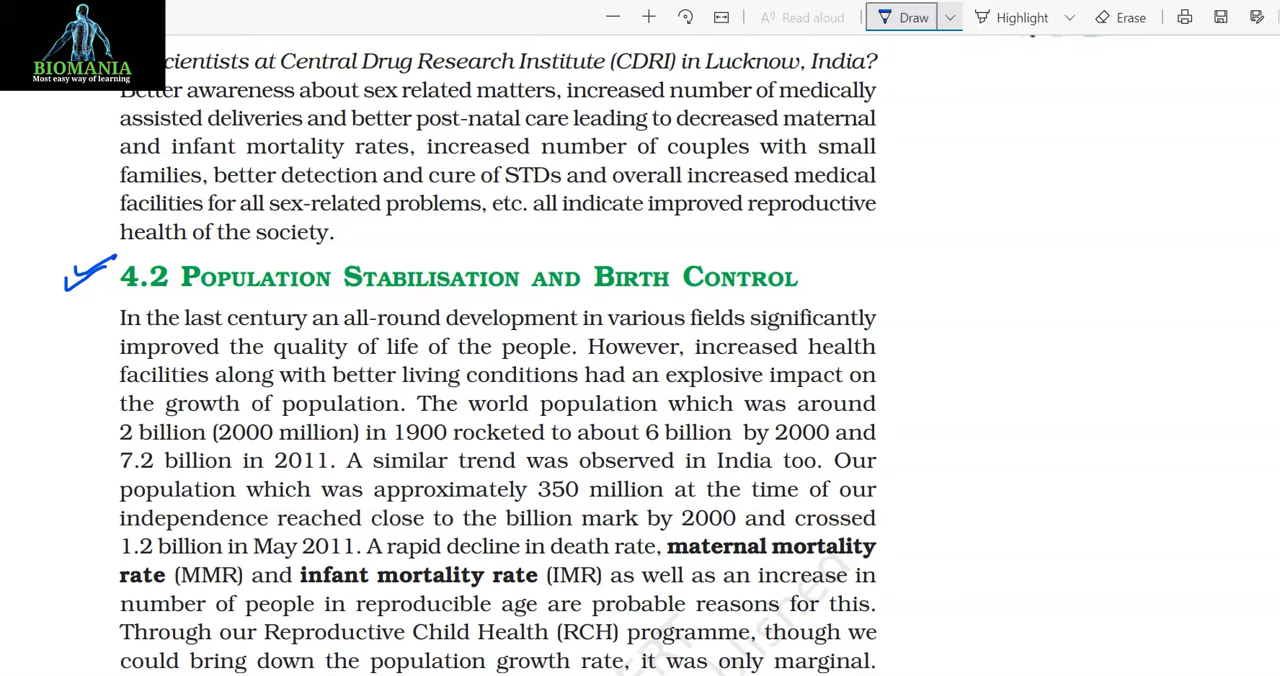 Read aloud
Draw
Highlight
Erase
BIOMANIA
Most easy way of learning
cientists at Central Drug Research Institute (CDRI) in Lucknow, India?
Better awareness about sex related matters, increased number of medically
assisted deliveries and better post-natal care leading to decreased maternal
and infant mortality rates, increased number of couples with small
families, better detection and cure of STDs and overall increased medical
facilities for all sex-related problems, etc. all indicate improved reproductive
health of the society.
4.2 Population Stabilisation and Birth Control
In the last century an all-round development in various fields significantly
improved the quality of life of the people. However, increased health
facilities along with better living conditions had an explosive impact on
the growth of population. The world population which was around
2 billion (2000 million) in 1900 rocketed to about 6 billion by 2000 and
7.2 billion in 2011. A similar trend was observed in India too. Our
population which was approximately 350 million at the time of our
independence reached close to the billion mark by 2000 and crossed
1.2 billion in May 2011. A rapid decline in death rate, maternal mortality
rate (MMR) and infant mortality rate (IMR) as well as an increase in
number of people in reproducible age are probable reasons for this.
Through our Reproductive Child Health (RCH) programme, though we
could bring down the population growth rate, it was only marginal.